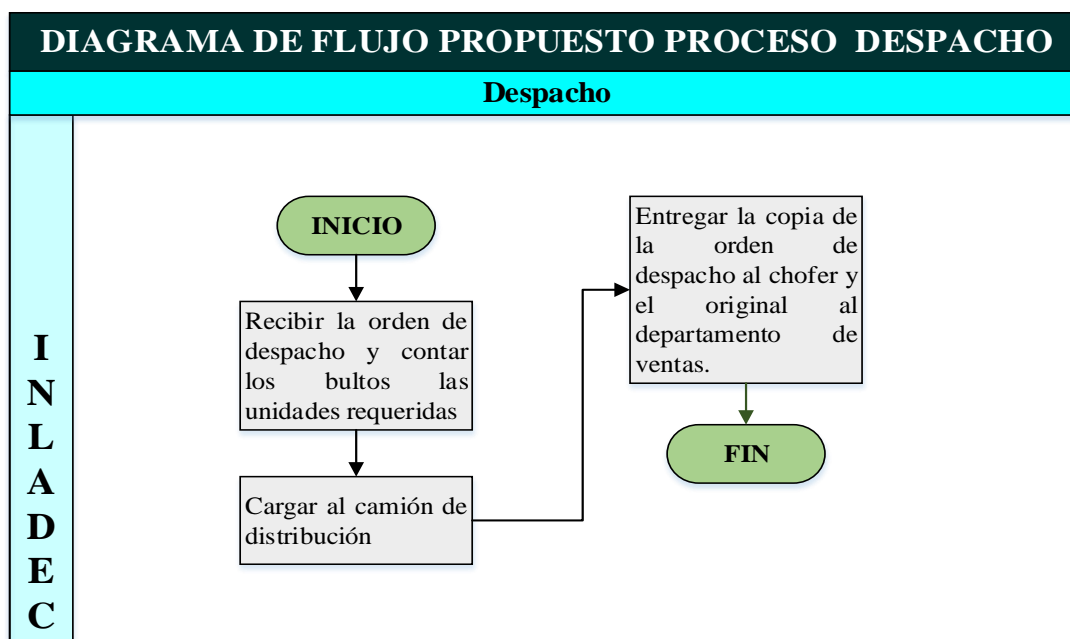 DIAGRAMA DE FLUJO PROPUESTO PROCESO DESPACHO
Despacho
I
N
L
A
D
E
C
INICIO
Recibir la orden de
despacho y contar
los bultos las
unidades requeridas
Cargar al camión de
distribución
Entregar la copia de
la orden de
despacho al chofer y
el original al
departamento de
ventas.
FIN